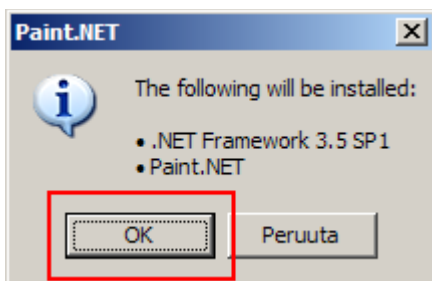 Paint.NET
The following will be installed:
• .NET Framework 3.5 SP1
• Paint.NET
OK Peruuta